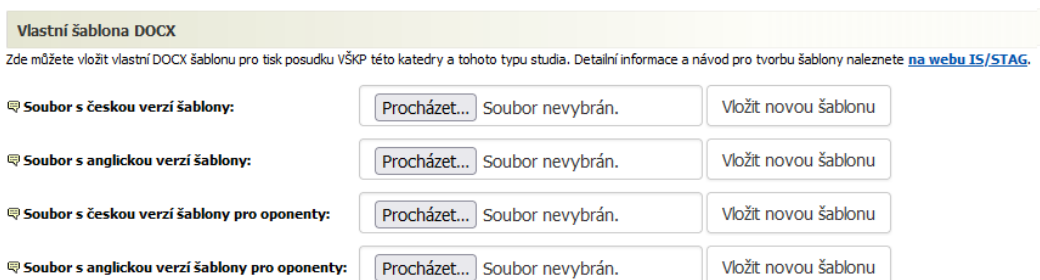 Vlastní šablona DOCX
Zde můžete vložit vlastní DOCX šablonu pro tisk posudku VŠKP této katedry a tohoto typu studia. Detailní informace a návod pro tvorbu šablony naleznete na webu IS/STAG.
Soubor s českou verzí šablony: Procházet... Soubor nevybrán. Vložit novou šablonu
Soubor s anglickou verzí šablony: Procházet... Soubor nevybrán. Vložit novou šablonu
Soubor s českou verzí šablony pro oponenty: Procházet... Soubor nevybrán. Vložit novou šablonu
Soubor s anglickou verzí šablony pro oponenty: Procházet... Soubor nevybrán. Vložit novou šablonu